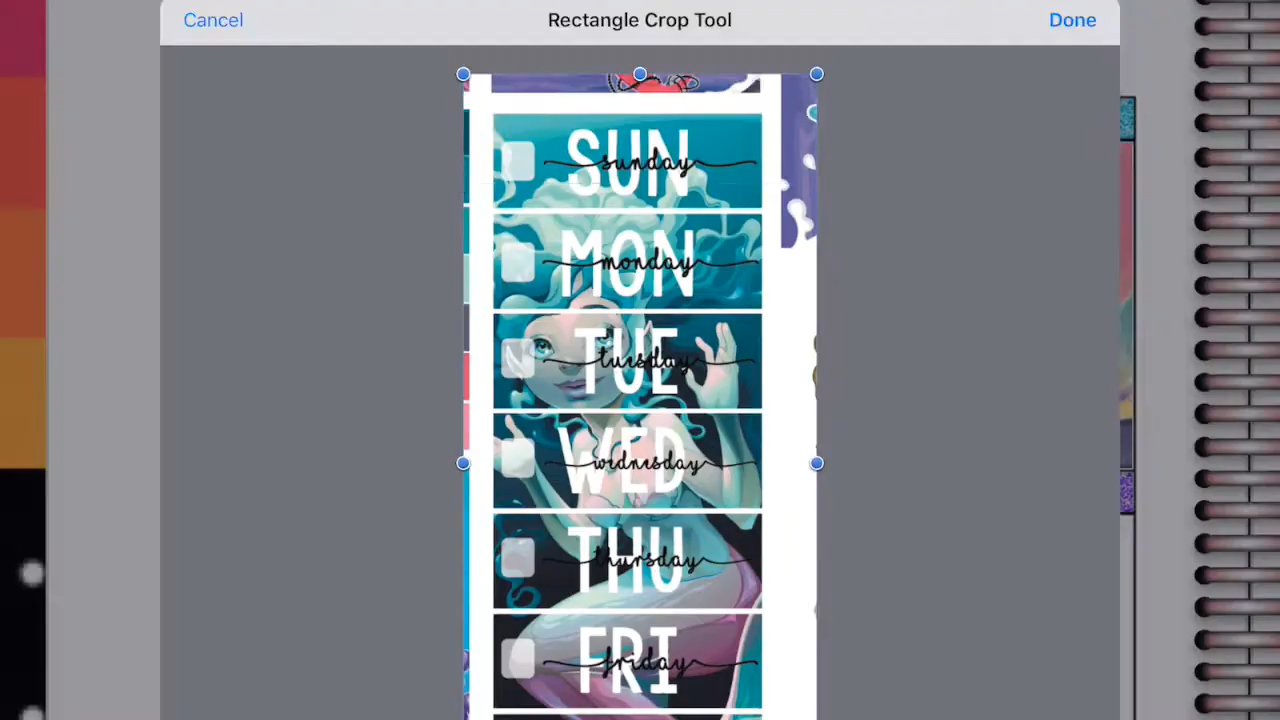 Cancel Rectangle Crop Tool Done
SUN
sunday
MON
monday
TUE
tuesday
WED
wednesday
THU
thursday
FRI
friday